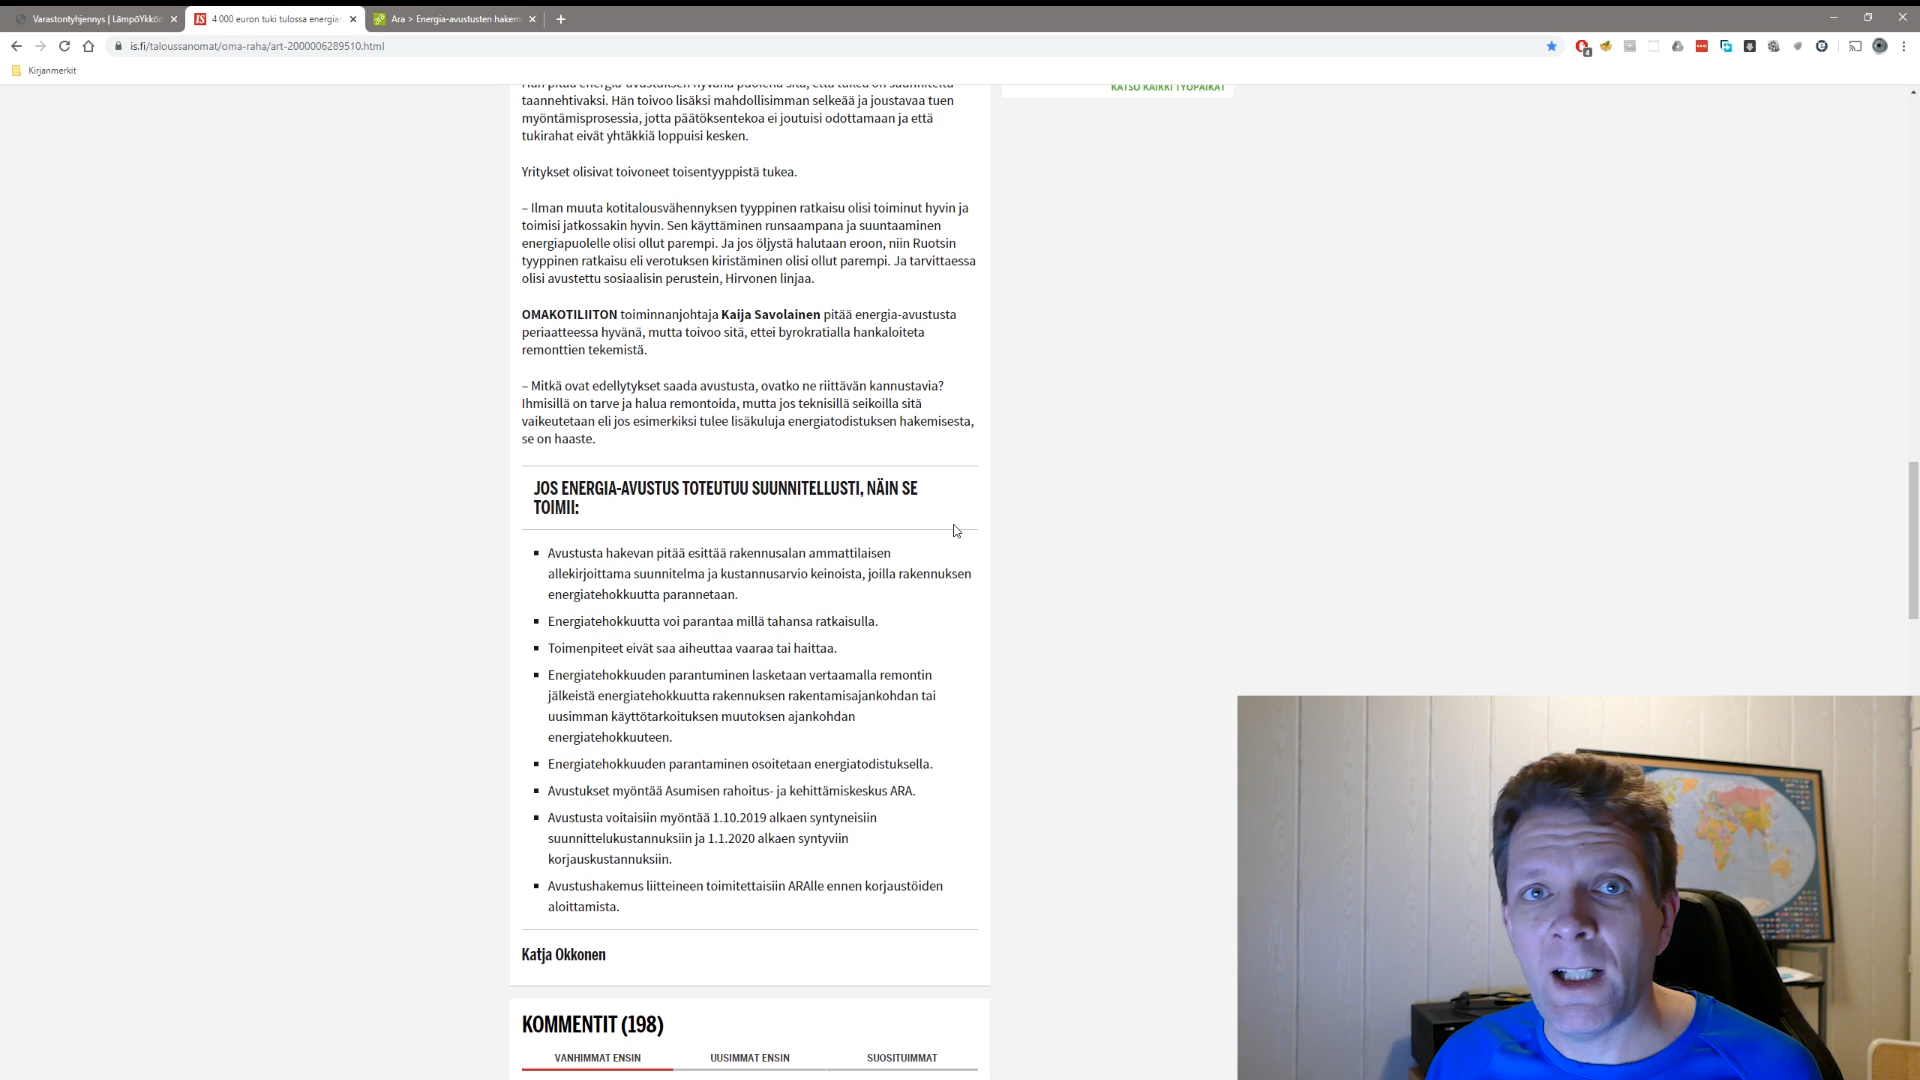 Varastontyhjennys | LämpöYkkön
4 000 euron tuki tulossa energiar
Ara > Energia-avustusten hakem
is.fi/taloussanomat/oma-raha/art-2000006289510.html
Kirjanmerkit
taannehtivaksi. Hän toivoo lisäksi mahdollisimman selkeää ja joustavaa tuen
myöntämisprosessia, jotta päätöksentekoa ei joutuisi odottamaan ja että
tukirahat eivät yhtäkkiä loppuisi kesken.
KATSO KAIKKI TYÖPAIKAT
Yritykset olisivat toivoneet toisentyyppistä tukea.
– Ilman muuta kotitalousvähennyksen tyyppinen ratkaisu olisi toiminut hyvin ja
toimisi jatkossakin hyvin. Sen käyttäminen runsaampana ja suuntaaminen
energiapuolelle olisi ollut parempi. Ja jos öljystä halutaan eroon, niin Ruotsin
tyyppinen ratkaisu eli verotuksen kiristäminen olisi ollut parempi. Ja tarvittaessa
olisi avustettu sosiaalisin perustein, Hirvonen linjaa.
OMAKOTILIITON toiminnanjohtaja Kaija Savolainen pitää energia-avustusta
periaatteessa hyvänä, mutta toivoo sitä, ettei byrokratialla hankaloiteta
remonttien tekemistä.
– Mitkä ovat edellytykset saada avustusta, ovatko ne riittävän kannustavia?
Ihmisillä on tarve ja halua remontoida, mutta jos teknisillä seikoilla sitä
vaikeutetaan eli jos esimerkiksi tulee lisäkuluja energiatodistuksen hakemisesta,
se on haaste.
JOS ENERGIA-AVUSTUS TOTEUTUU SUUNNITELLUSTI, NÄIN SE
TOIMII:
Avustusta hakevan pitää esittää rakennusalan ammattilaisen
allekirjoittama suunnitelma ja kustannusarvio keinoista, joilla rakennuksen
energiatehokkuutta parannetaan.
Energiatehokkuutta voi parantaa millä tahansa ratkaisulla.
Toimenpiteet eivät saa aiheuttaa vaaraa tai haittaa.
Energiatehokkuuden parantuminen lasketaan vertaamalla remontin
jälkeistä energiatehokkuutta rakennuksen rakentamisajankohdan tai
uusimman käyttötarkoituksen muutoksen ajankohdan
energiatehokkuuteen.
Energiatehokkuuden parantaminen osoitetaan energiatodistuksella.
Avustukset myöntää Asumisen rahoitus- ja kehittämiskeskus ARA.
Avustusta voitaisiin myöntää 1.10.2019 alkaen syntyneisiin
suunnittelukustannuksiin ja 1.1.2020 alkaen syntyviin
korjauskustannuksiin.
Avustushakemus liitteineen toimitettaisiin ARAlle ennen korjaustöiden
aloittamista.
Katja Okkonen
KOMMENTIT (198)
VANHIMMAT ENSIN
UUSIMMAT ENSIN
SUOSITUIMMAT